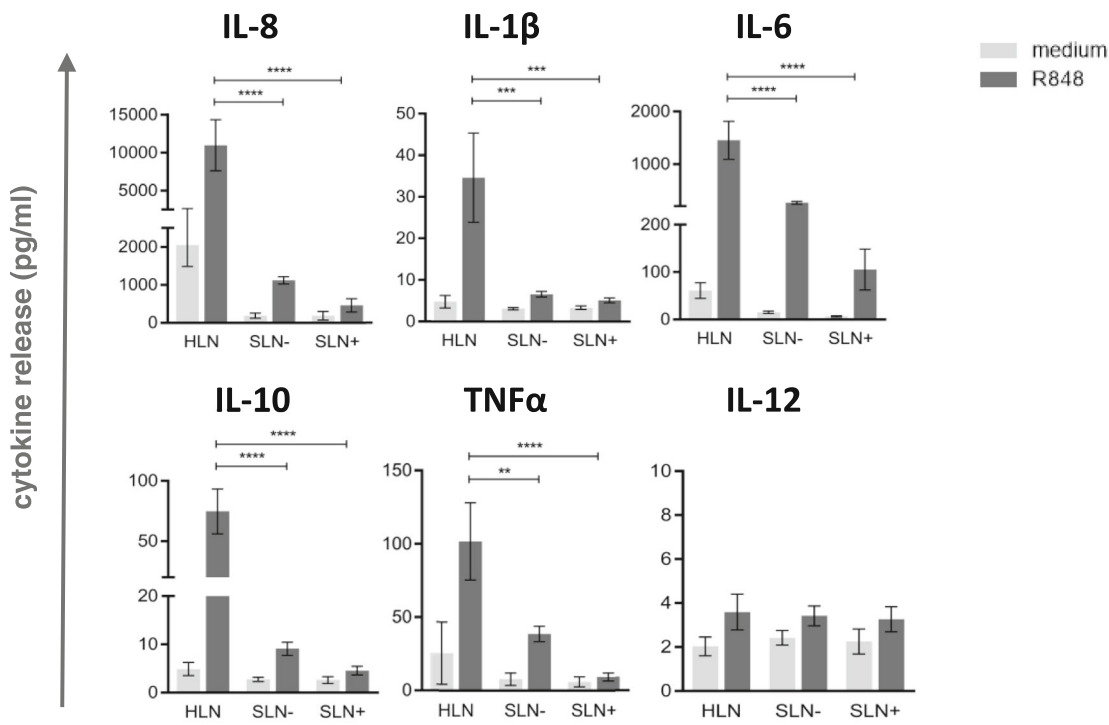 IL-8 IL-1β IL-6
medium
R848
cytokine release (pg/ml)
**** *** ****
**** *** ****
15000 50 2000
10000 40 1000
5000 30
2000 20 200
1000 10 100
0 0 0
HLN SLN- SLN+ HLN SLN- SLN+ HLN SLN- SLN+
IL-10 TNFα IL-12
**** ****
**** **
100 150 10
50 100 8
20 50 6
10 0 4
0 2
0
HLN SLN- SLN+ HLN SLN- SLN+ HLN SLN- SLN+